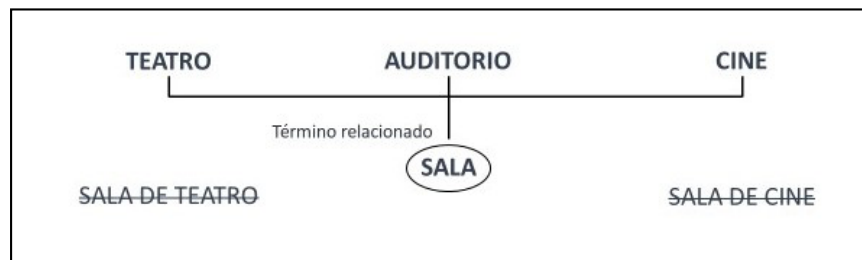 TEATRO AUDITORIO CINE
Término relacionado
SALA
SALA DE TEATRO SALA DE CINE